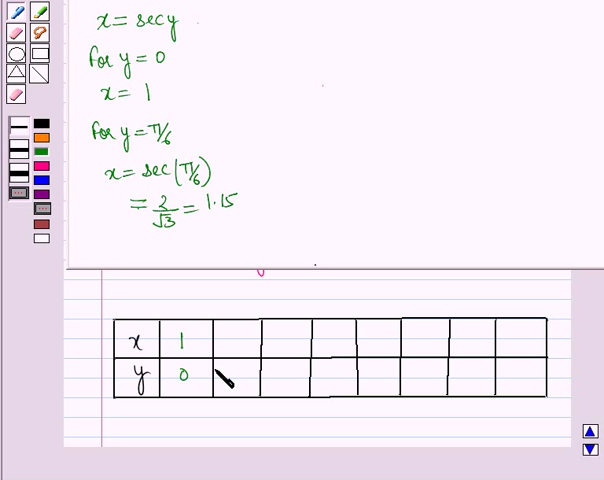 x = sec y
For y = 0
x = 1
For y = π/6
x = sec(π/6)
= 2/√3 = 1.15
x 1
y 0